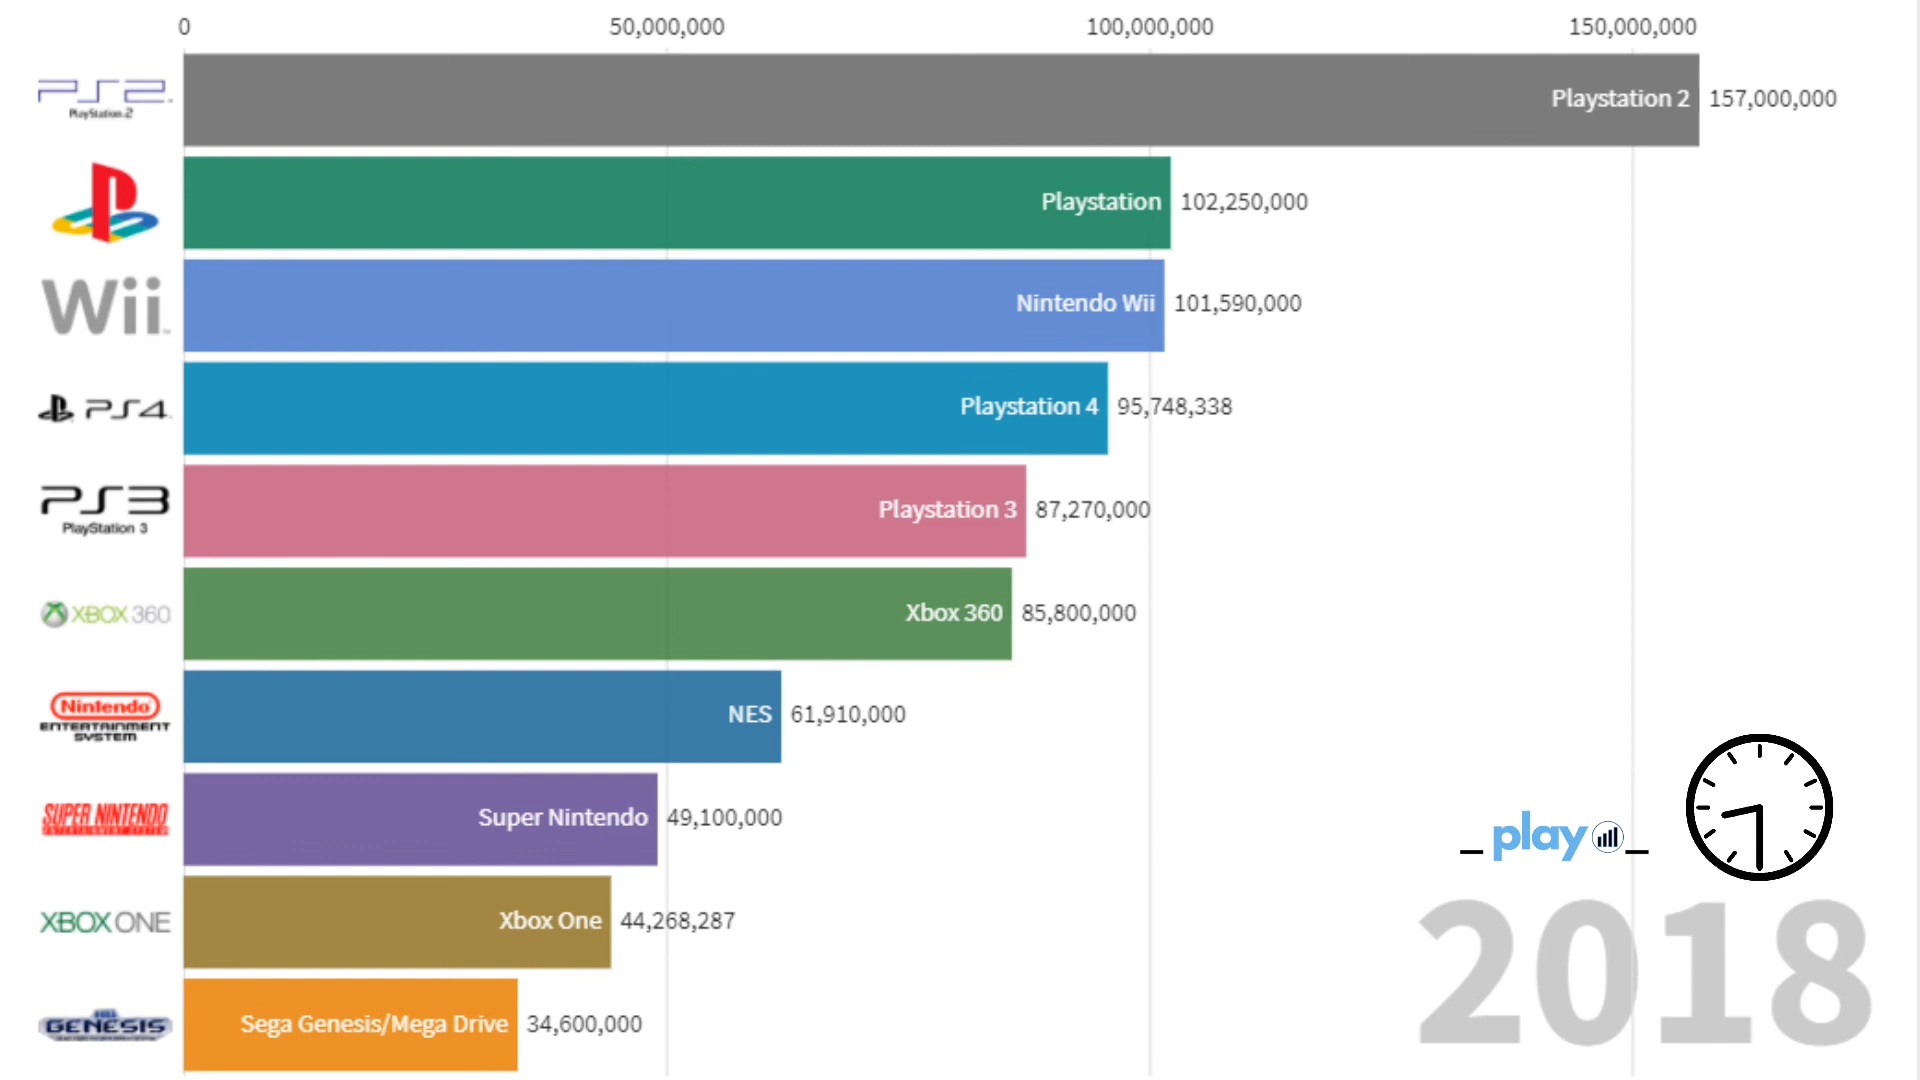 0 50,000,000 100,000,000 150,000,000
PS2
PlayStation 2
Playstation 2 157,000,000
Playstation 102,250,000
Wii
Nintendo Wii 101,590,000
PS4
Playstation 4 95,748,338
PS3
PlayStation 3
Playstation 3 87,270,000
XBOX 360
Xbox 360 85,800,000
Nintendo
ENTERTAINMENT
SYSTEM
NES 61,910,000
SUPER NINTENDO
ENTERTAINMENT SYSTEM
Super Nintendo 49,100,000
_ play _
XBOX ONE
Xbox One 44,268,287
2018
GENESIS
Sega Genesis/Mega Drive 34,600,000